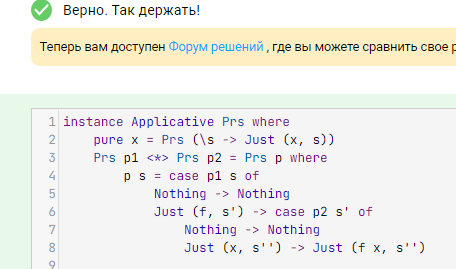 Верно. Так держать!
Теперь вам доступен Форум решений , где вы можете сравнить свое р
1 instance Applicative Prs where
2     pure x = Prs (\s -> Just (x, s))
3     Prs p1 <*> Prs p2 = Prs p where
4         p s = case p1 s of
5             Nothing -> Nothing
6             Just (f, s') -> case p2 s' of
7                 Nothing -> Nothing
8                 Just (x, s'') -> Just (f x, s'')
9